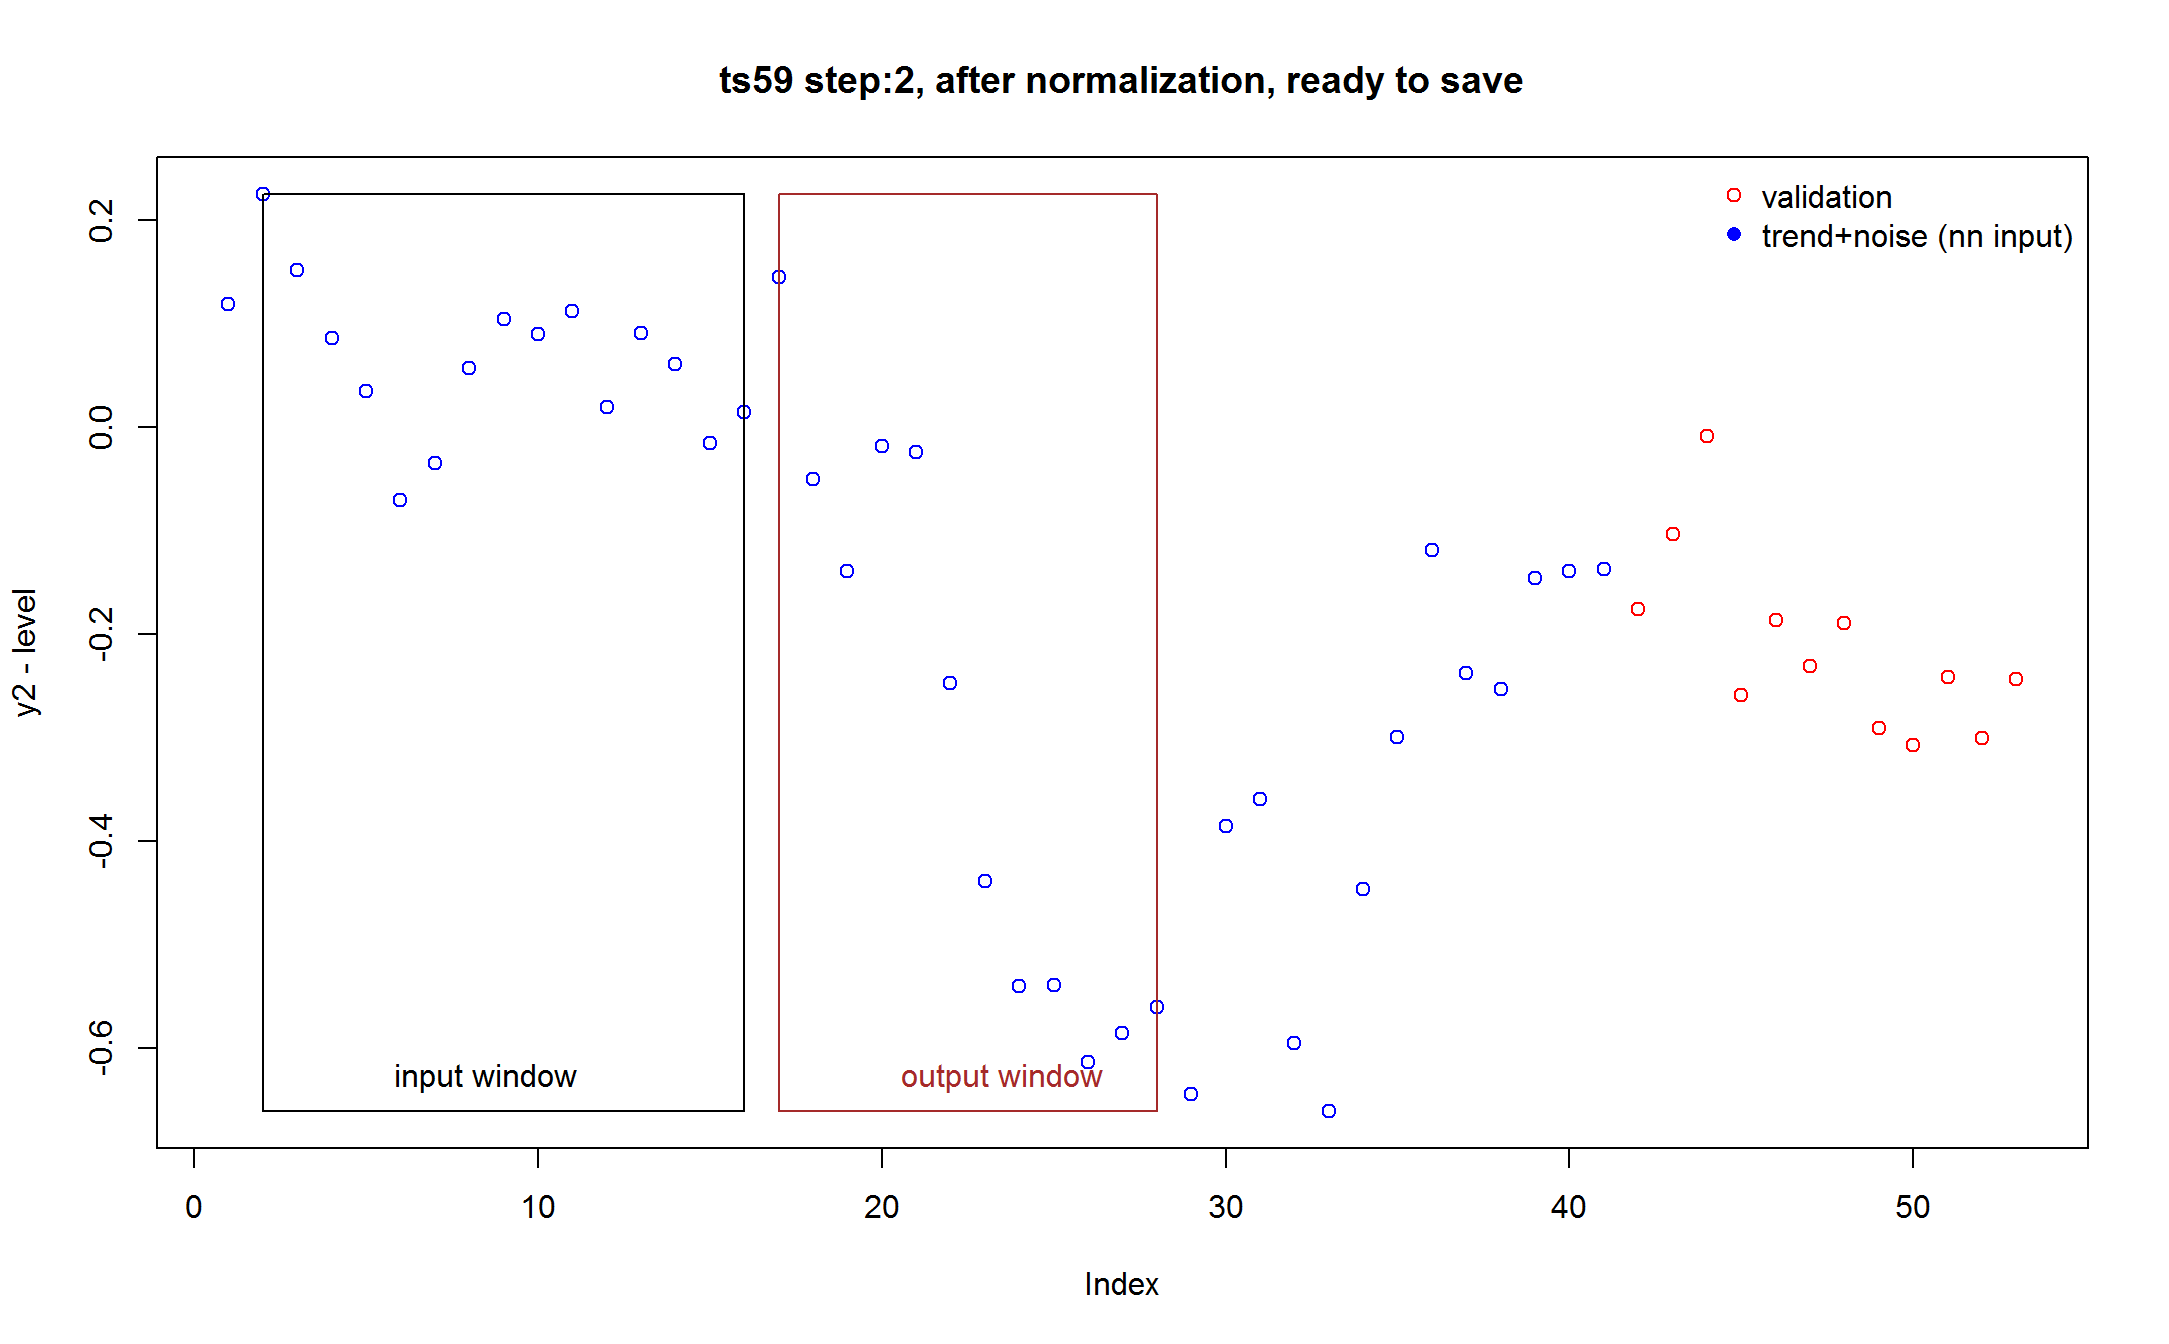 ts59 step:2, after normalization, ready to save
validation
trend+noise (nn input)
0.2
0.0
-0.2
-0.4
-0.6
y2 - level
input window
output window
0 10 20 30 40 50
Index